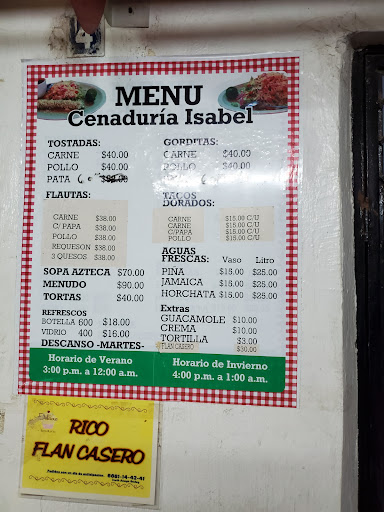 4
MENU
Cenaduría Isabel
TOSTADAS:
CARNE $40.00
POLLO $40.00
PATA
GORDITAS:
CARNE $40.00
POLLO $40.00
FLAUTAS:
CARNE $38.00
C/ PAPA $38.00
POLLO $38.00
REQUESON $38.00
3 QUESOS $38.00
TACOS
DORADOS:
CARNE $15.00 C/U
CARNE $15.00 C/U
C/PAPA $15.00 C/U
POLLO $15.00 C/U
SOPA AZTECA $70.00
MENUDO $90.00
TORTAS $40.00
AGUAS
FRESCAS: Vaso Litro
PIÑA $15.00 $25.00
JAMAICA $15.00 $25.00
HORCHATA $15.00 $25.00
REFRESCOS
BOTELLA 600 $18.00
VIDRIO 400 $16.00
DESCANSO -MARTES-
Extras
GUACAMOLE $10.00
CREMA $10.00
TORTILLA $3.00
FLAN CASERO $30.00
Horario de Verano
3:00 p.m. a 12:00 a.m.
Horario de Invierno
4:00 p.m. a 1:00 a.m.
RICO
FLAN CASERO